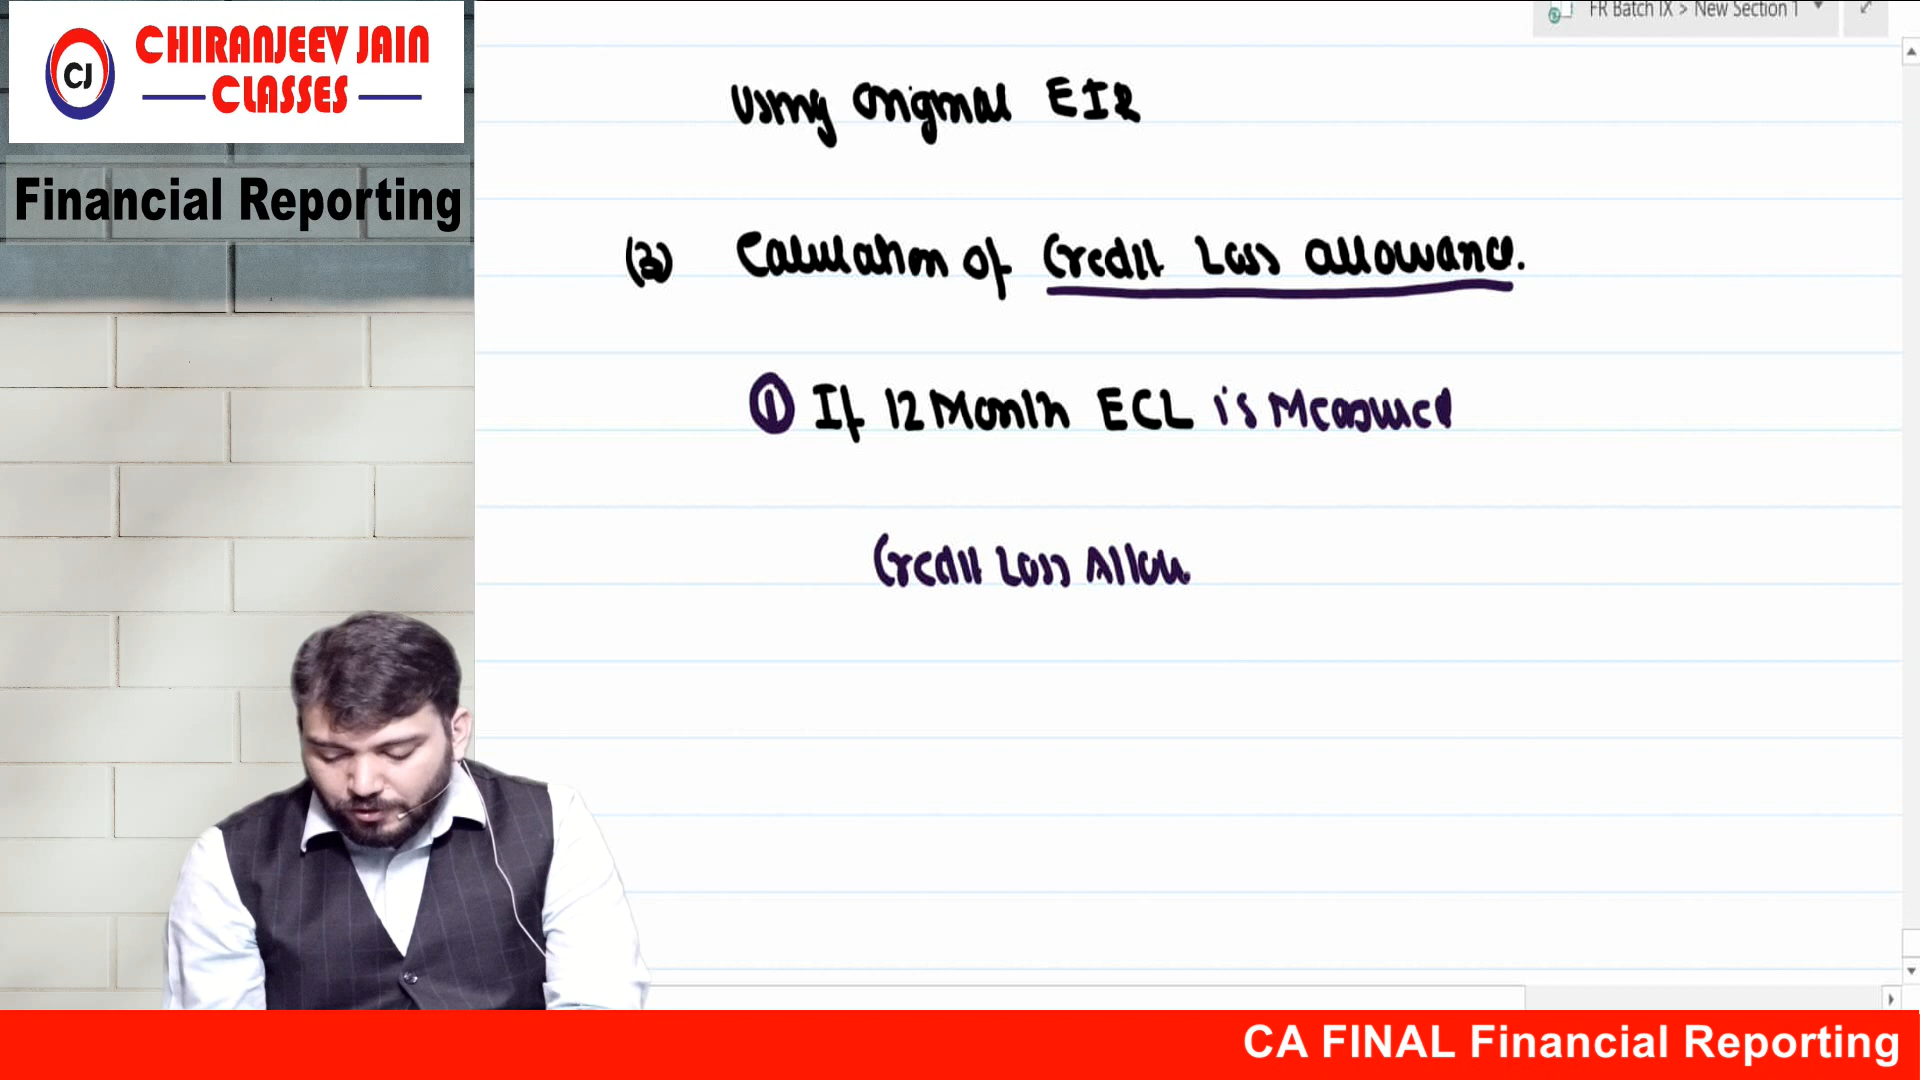 CHIRANJEEV JAIN
CLASSES
CJ
Financial Reporting
FR Batch IX > New Section 1
Using Original EIR
(3) Calculation of Credit Loss allowance.
① If 12 Month ECL is Measured
Credit Loss Allow
CA FINAL Financial Reporting